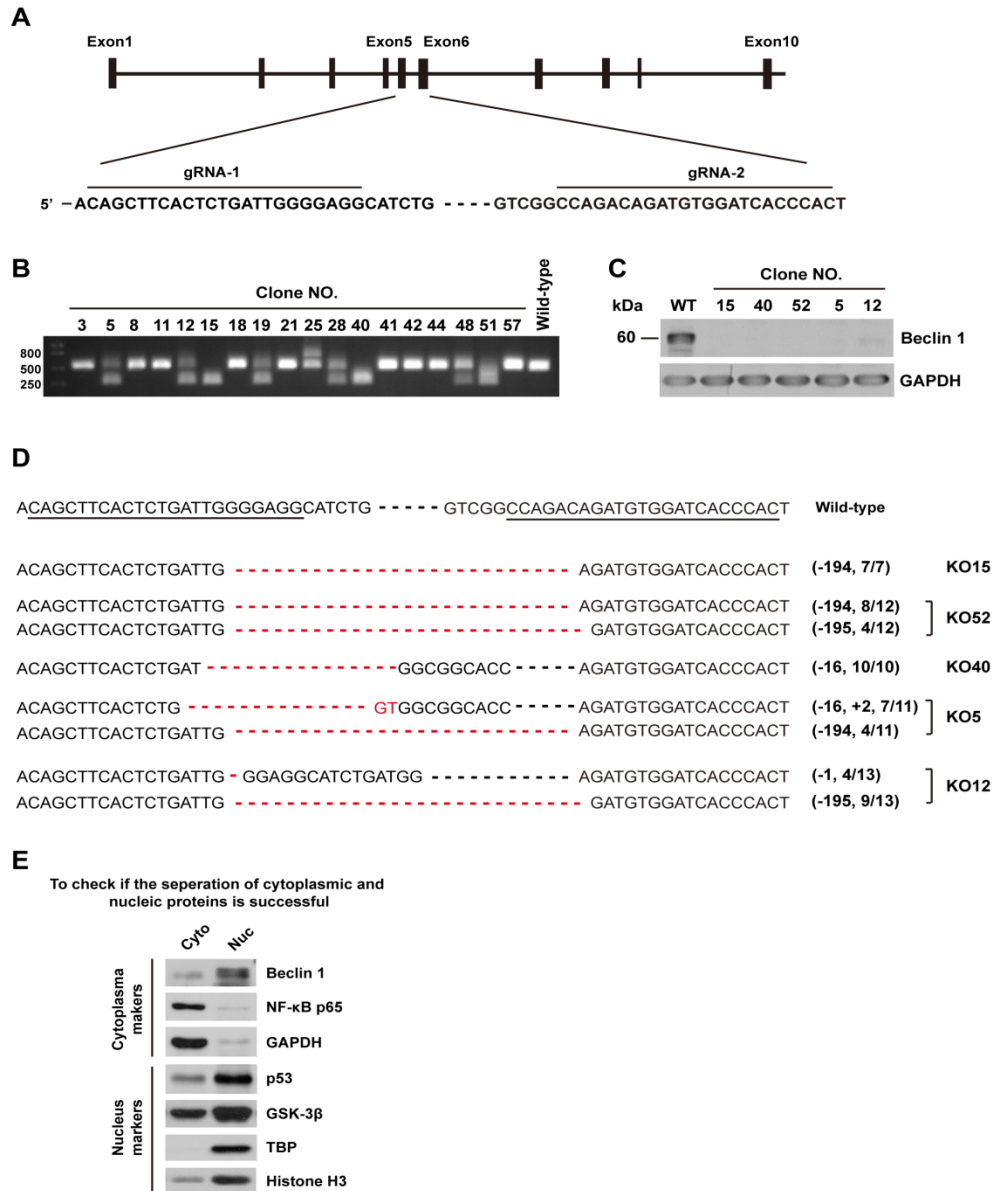 A
Exon1 Exon5 Exon6 Exon10
gRNA-1 gRNA-2
5' –ACAGCTTCACTCTGATTGGGGAGGCATCTG - - - - GTCGGCCAGACAGATGTGGATCACCCACT
B
Clone NO.
3 5 8 11 12 15 18 19 21 25 28 40 41 42 44 48 51 57 Wild-type
800
500
250
C
Clone NO.
kDa WT 15 40 52 5 12
60 Beclin 1
GAPDH
D
ACAGCTTCACTCTGATTGGGGAGGCATCTG - - - - - GTCGGCCAGACAGATGTGGATCACCCACT Wild-type
ACAGCTTCACTCTGATTG - - - - - - - - - - - - - - - - - - - - - - - - - - - AGATGTGGATCACCCACT (-194, 7/7) KO15
ACAGCTTCACTCTGATTG - - - - - - - - - - - - - - - - - - - - - - - - - - - AGATGTGGATCACCCACT (-194, 8/12)
KO52
ACAGCTTCACTCTGATTG - - - - - - - - - - - - - - - - - - - - - - - - - - - - GATGTGGATCACCCACT (-195, 4/12)
ACAGCTTCACTCTGAT - - - - - - - - - - - - - - - - GGCGGCACC - - - - - AGATGTGGATCACCCACT (-16, 10/10) KO40
ACAGCTTCACTCTG - - - - - - - - - - - - - - - GTGGCGGCACC - - - - - AGATGTGGATCACCCACT (-16, +2, 7/11)
KO5
ACAGCTTCACTCTGATTG - - - - - - - - - - - - - - - - - - - - - - - - - - - - AGATGTGGATCACCCACT (-194, 4/11)
ACAGCTTCACTCTGATTG - GGAGGCATCTGATGG - - - - - - - - - - - - AGATGTGGATCACCCACT (-1, 4/13)
KO12
ACAGCTTCACTCTGATTG - - - - - - - - - - - - - - - - - - - - - - - - - - - - GATGTGGATCACCCACT (-195, 9/13)
E
To check if the seperation of cytoplasmic and
nucleic proteins is successful
Cyto Nuc
Cytoplasma
makers
Beclin 1
NF-κB p65
GAPDH
Nucleus
markers
p53
GSK-3β
TBP
Histone H3